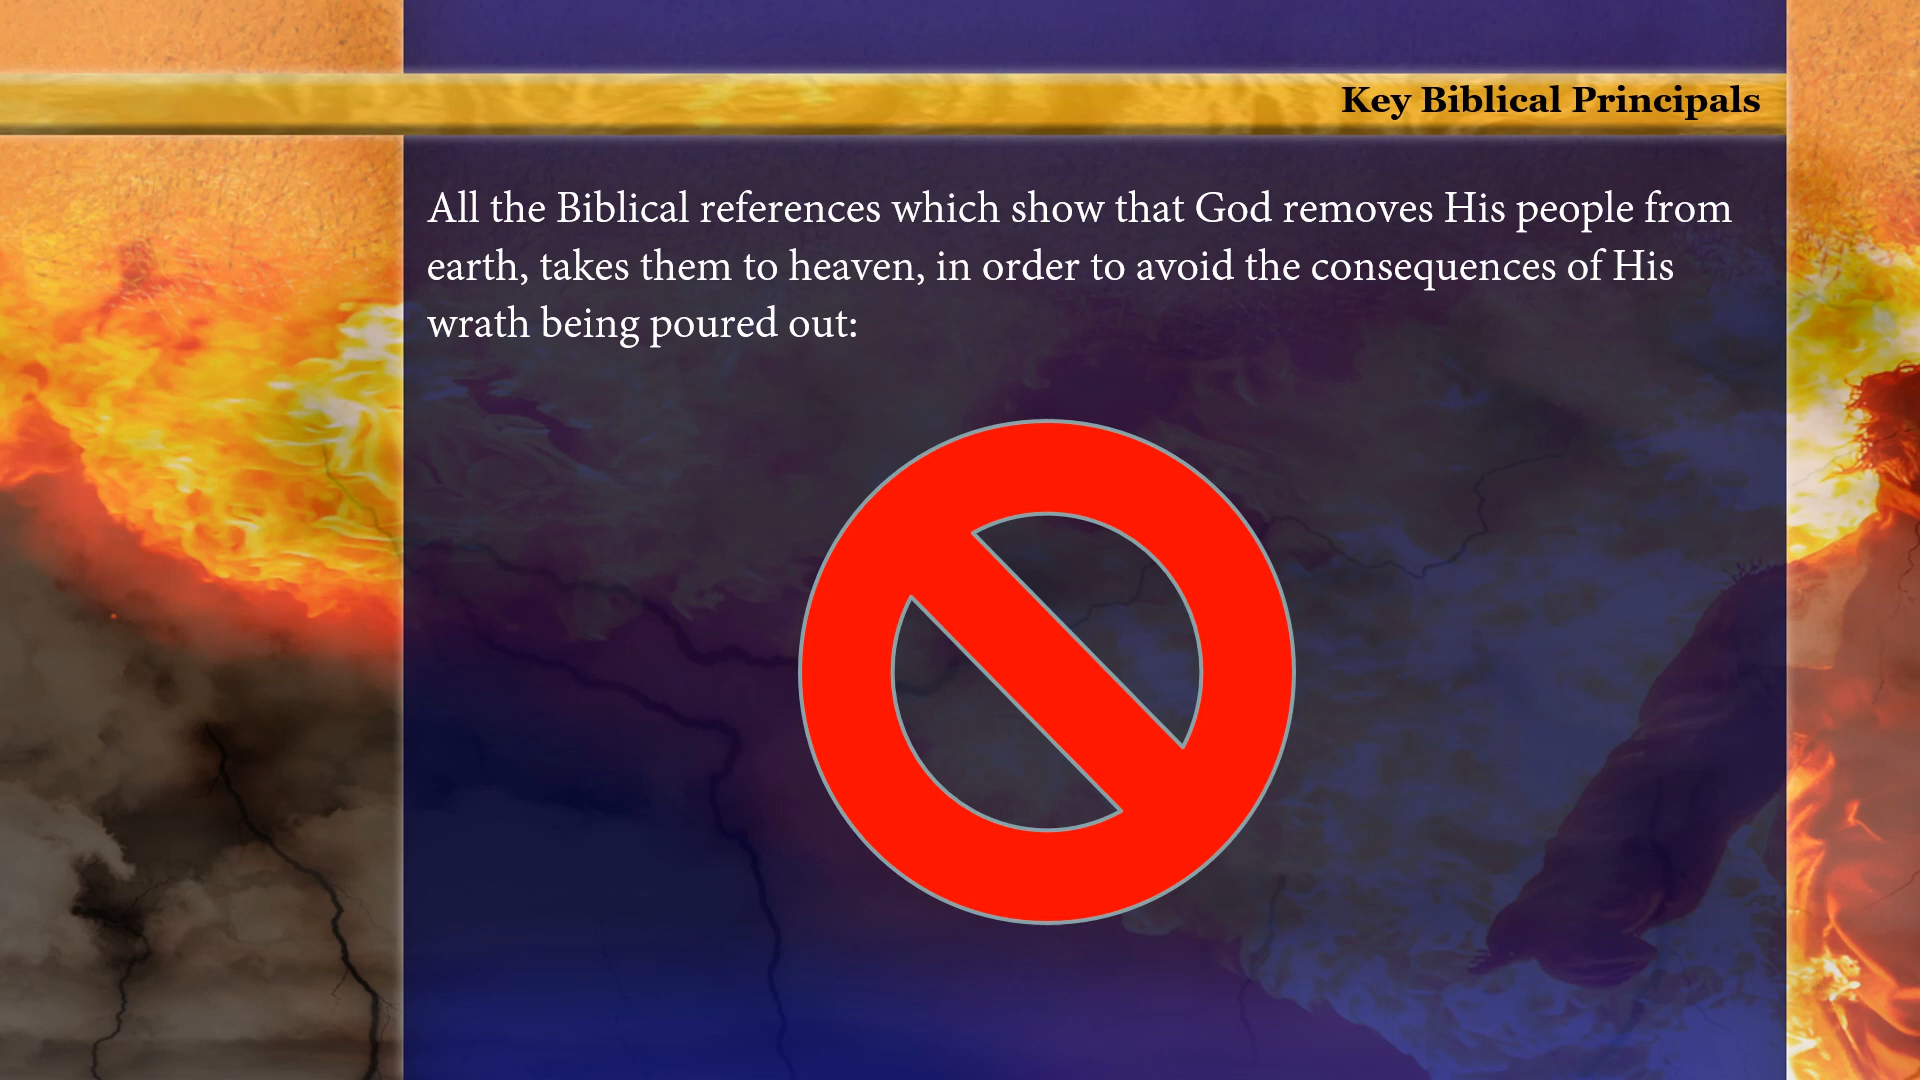 Key Biblical Principals
All the Biblical references which show that God removes His people from
earth, takes them to heaven, in order to avoid the consequences of His
wrath being poured out: